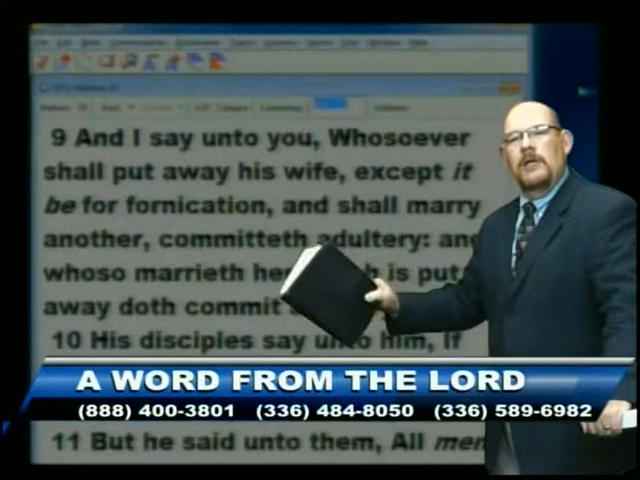 9 And I say unto you, Whosoever
shall put away his wife, except it
be for fornication, and shall marry
another, committeth adultery: and
whoso marrieth her is put
away doth commit
10 His disciples say unto him, If
A WORD FROM THE LORD
(888) 400-3801 (336) 484-8050 (336) 589-6982
11 But he said unto them, All men